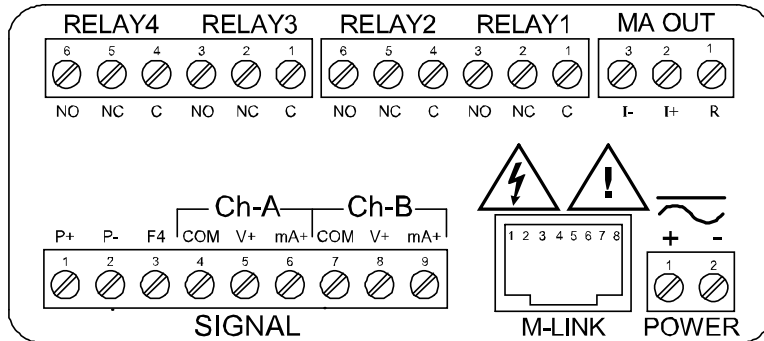 RELAY4 RELAY3 RELAY2 RELAY1 MA OUT
6 5 4 3 2 1 6 5 4 3 2 1 3 2 1
NO NC C NO NC C NO NC C NO NC C I- I+ R
Ch-A Ch-B
P+ P- F4 COM V+ mA+ COM V+ mA+
1 2 3 4 5 6 7 8 9
SIGNAL
!
1 2 3 4 5 6 7 8
M-LINK
+ -
1 2
POWER